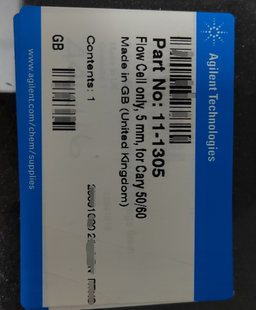 Agilent Technologies
Part No: 11-1305
Flow Cell only, 5 mm, for Cary 50/60
Made in GB (United Kingdom)
Contents: 1
GB
www.agilent.com/chem/supplies